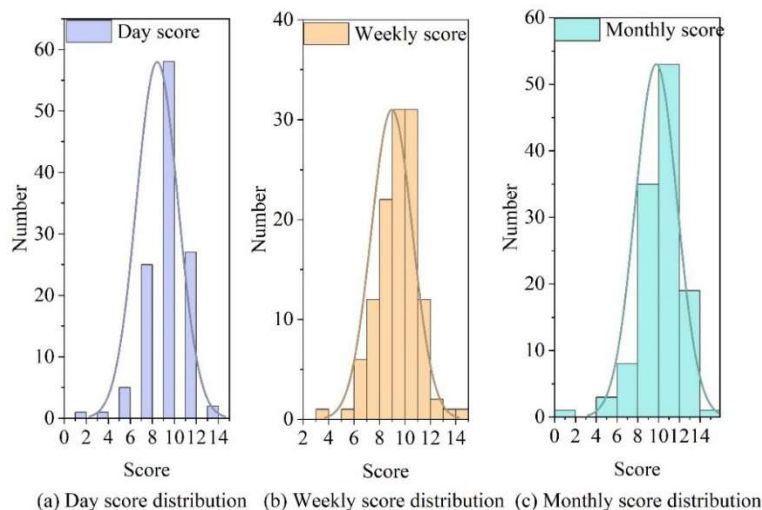 Day score
Number
60
50
40
30
20
10
0
0 2 4 6 8 10 12 14
Score
(a) Day score distribution
Weekly score
Number
40
30
20
10
0
2 4 6 8 10 12 14
Score
(b) Weekly score distribution
Monthly score
Number
60
50
40
30
20
10
0
0 2 4 6 8 10 12 14
Score
(c) Monthly score distribution